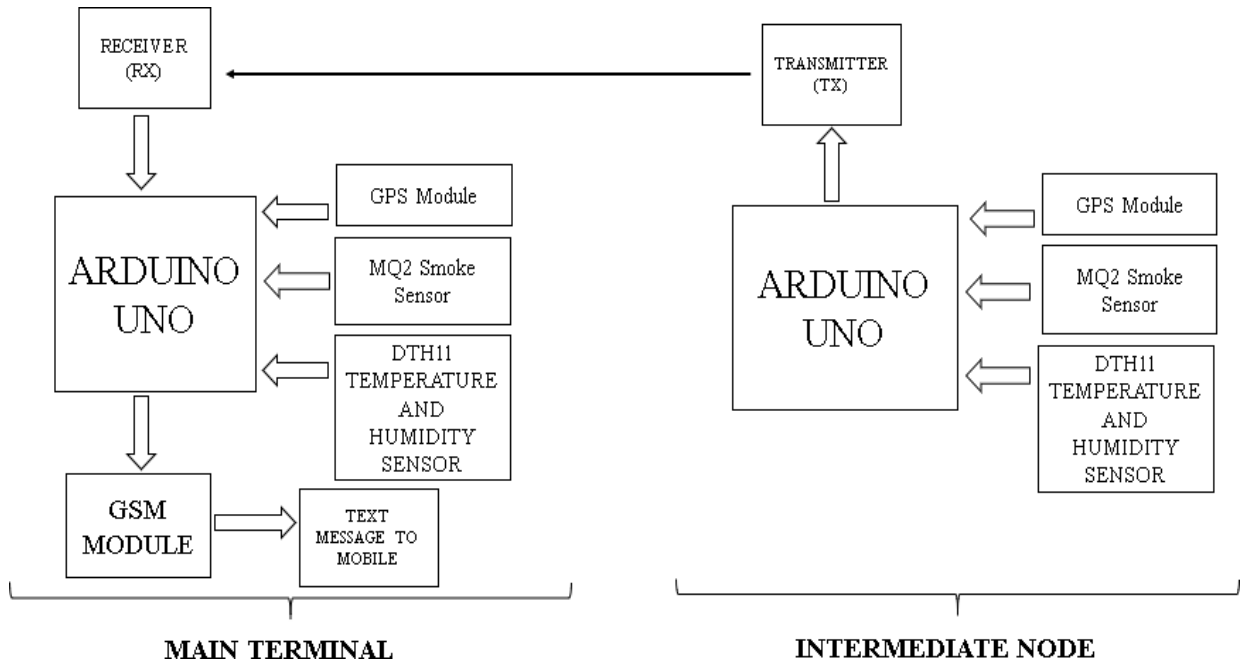 RECEIVER
(RX)
TRANSMITTER
(TX)
GPS Module
ARDUINO
UNO
MQ2 Smoke
Sensor
DTH11
TEMPERATURE
AND
HUMIDITY
SENSOR
GSM
MODULE
TEXT
MESSAGE TO
MOBILE
MAIN TERMINAL
GPS Module
ARDUINO
UNO
MQ2 Smoke
Sensor
DTH11
TEMPERATURE
AND
HUMIDITY
SENSOR
INTERMEDIATE NODE